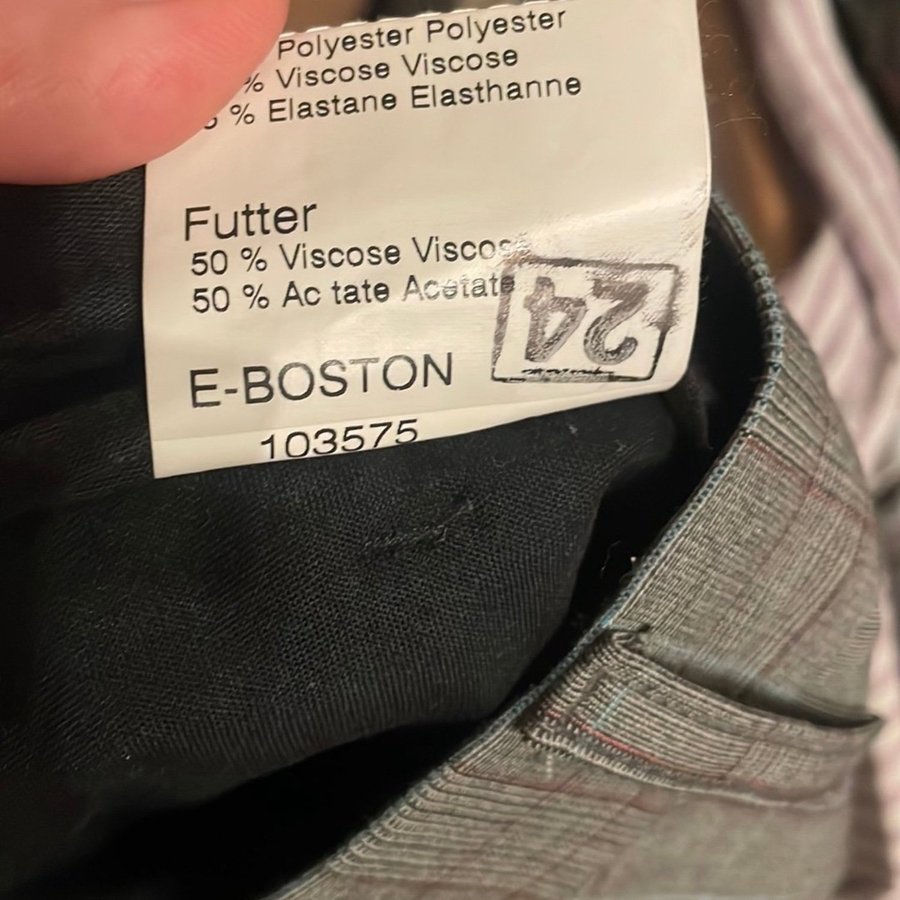 Polyester Polyester
% Viscose Viscose
% Elastane Elasthanne
Futter
50 % Viscose Viscose
50 % Ac tate Acetate
E-BOSTON
103575
24